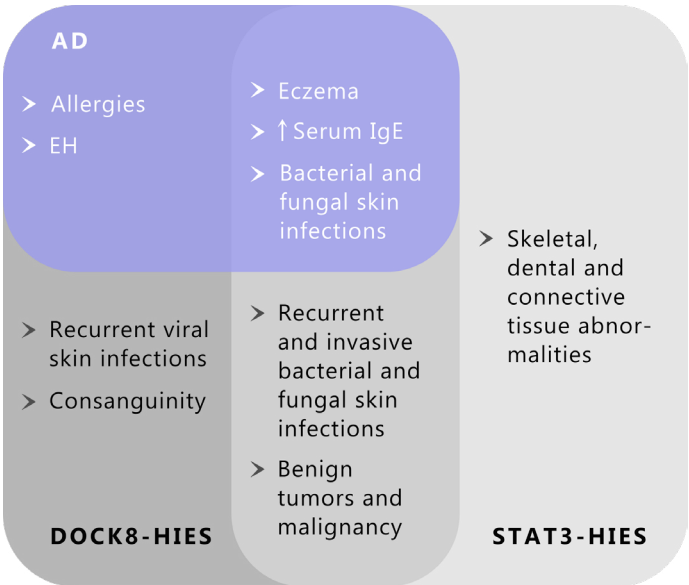 AD
Allergies
EH
Eczema
↑ Serum IgE
Bacterial and
fungal skin
infections
Skeletal,
dental and
connective
tissue abnor-
malities
Recurrent viral
skin infections
Consanguinity
Recurrent
and invasive
bacterial and
fungal skin
infections
Benign
tumors and
malignancy
DOCK8-HIES
STAT3-HIES